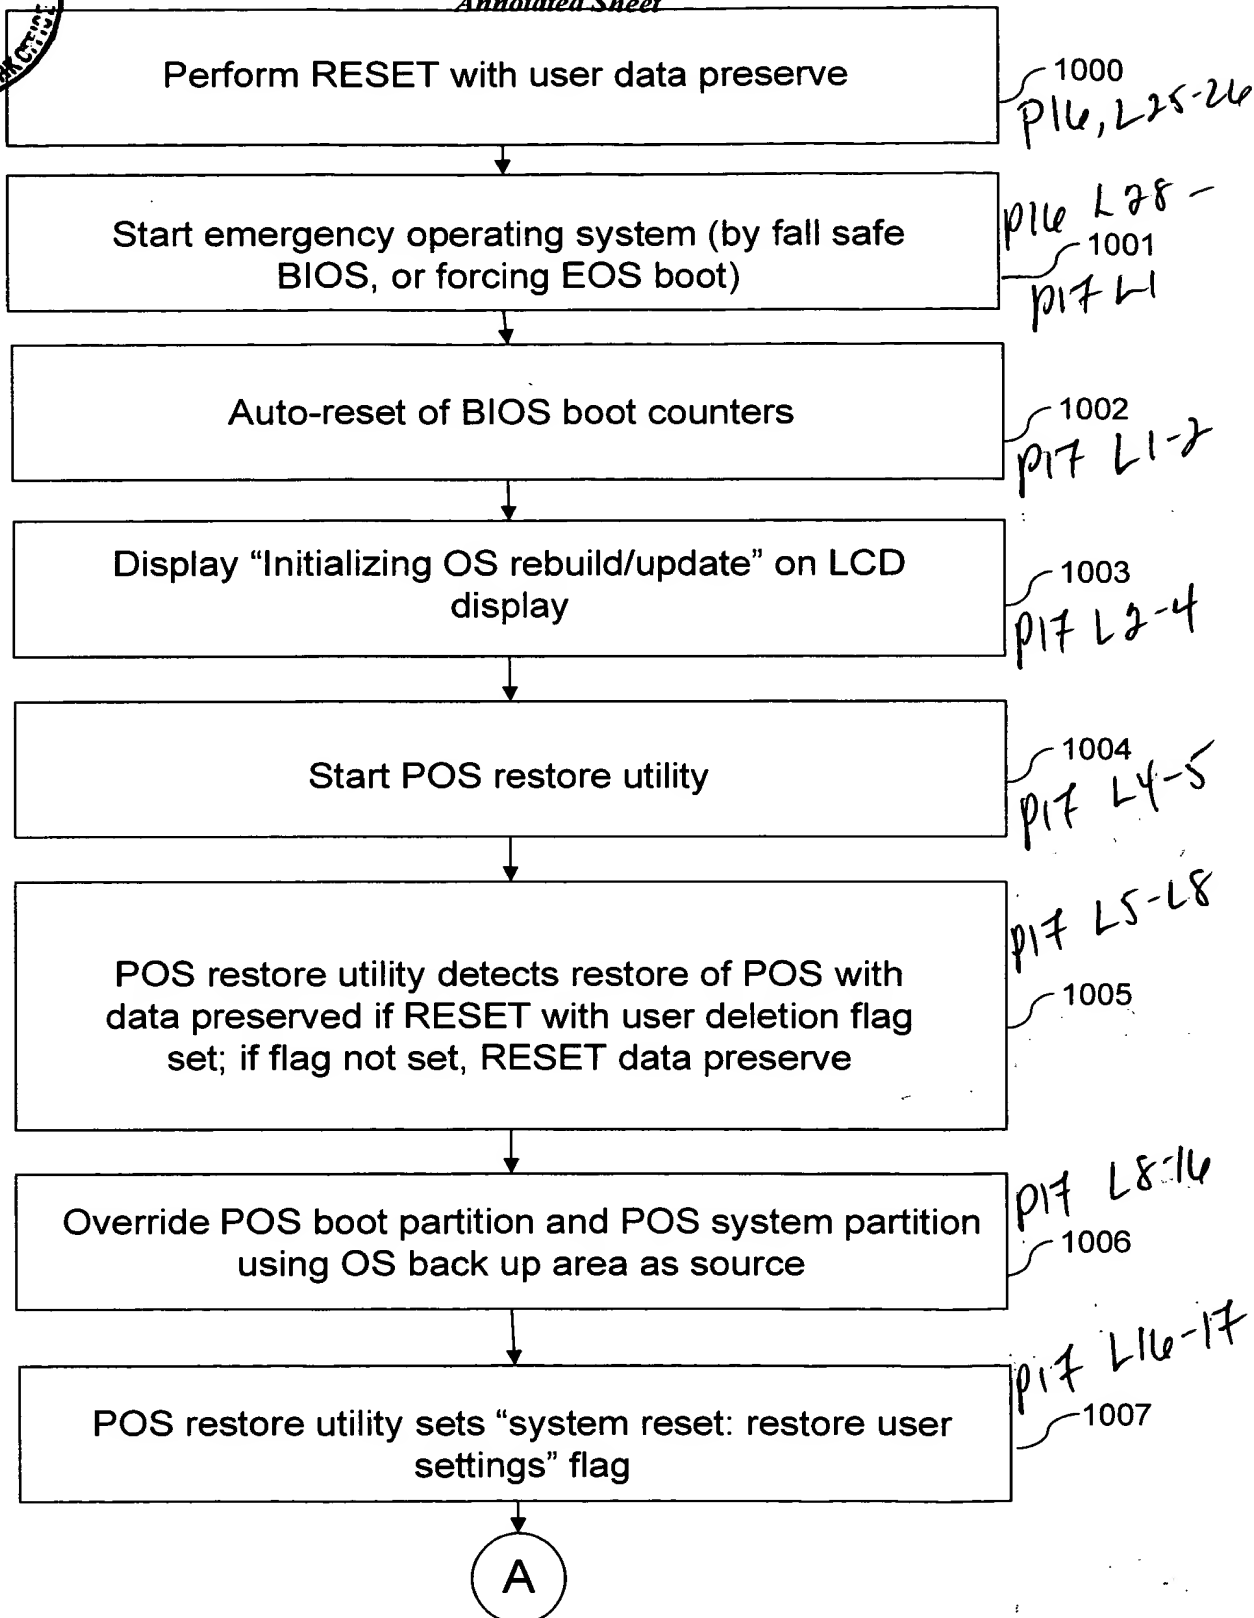 Annotated Sheet
Perform RESET with user data preserve
1000
p16, L25-26
Start emergency operating system (by fall safe
BIOS, or forcing EOS boot)
p16 L28 -
1001
p17 L1
Auto-reset of BIOS boot counters
1002
p17 L1-2
Display “Initializing OS rebuild/update” on LCD
display
1003
p17 L2-4
Start POS restore utility
1004
p17 L4-5
POS restore utility detects restore of POS with
data preserved if RESET with user deletion flag
set; if flag not set, RESET data preserve
p17 L5-L8
1005
Override POS boot partition and POS system partition
using OS back up area as source
p17 L8-16
1006
POS restore utility sets “system reset: restore user
settings” flag
p17 L16-17
1007
A